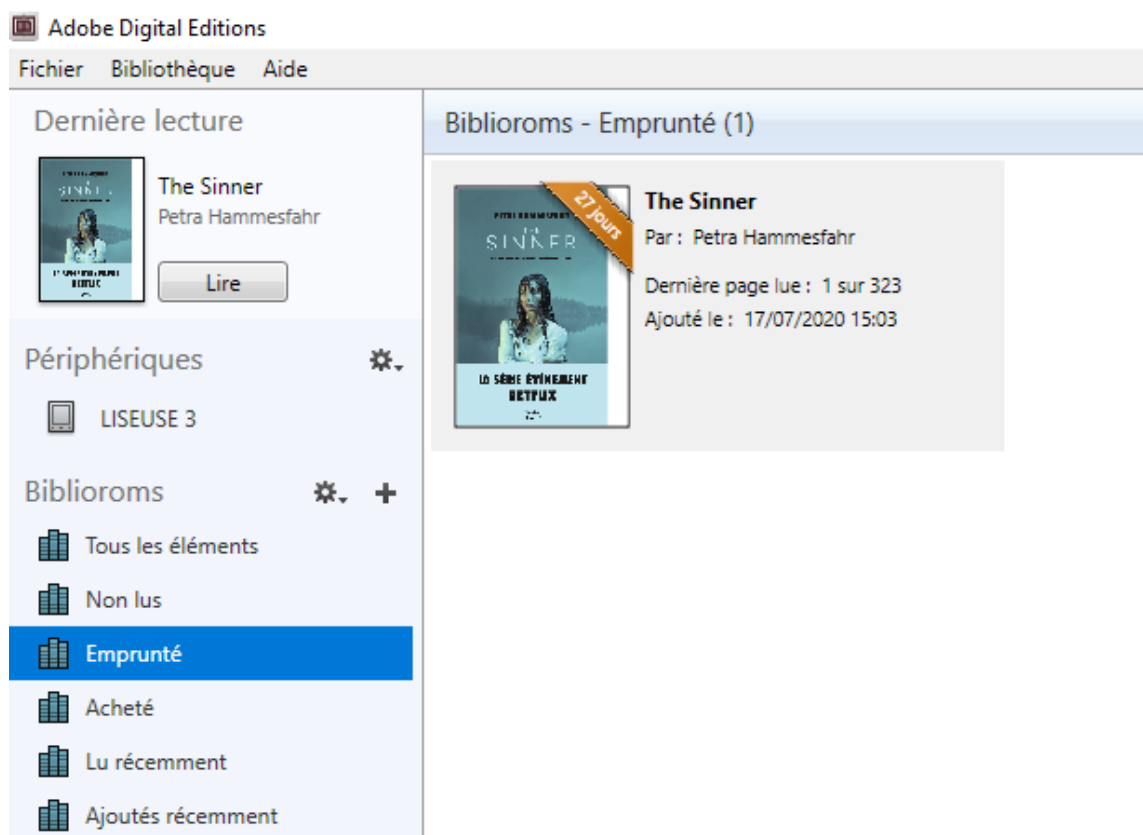 Adobe Digital Editions
Fichier Bibliothèque Aide
Dernière lecture
The Sinner
Petra Hammesfahr
Lire
Périphériques
LISEUSE 3
Biblioroms
Tous les éléments
Non lus
Emprunté
Acheté
Lu récemment
Ajoutés récemment
Biblioroms - Emprunté (1)
27 jours
SINNER
LA SÉRIE ÉVÉNEMENT
NETFLIX
The Sinner
Par : Petra Hammesfahr
Dernière page lue : 1 sur 323
Ajouté le : 17/07/2020 15:03